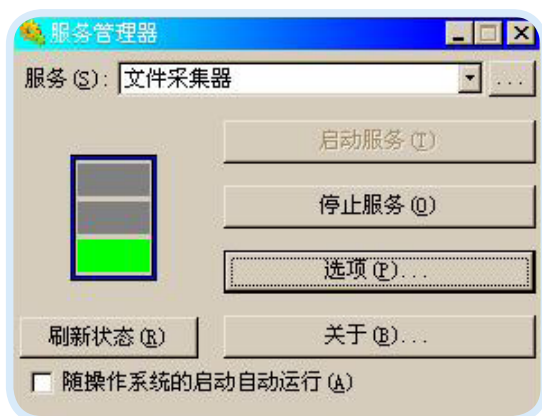 服务管理器
服务(S): 文件采集器 ...
启动服务(T)
停止服务(O)
选项(P)...
刷新状态(R) 关于(B)...
随操作系统的启动自动运行(A)